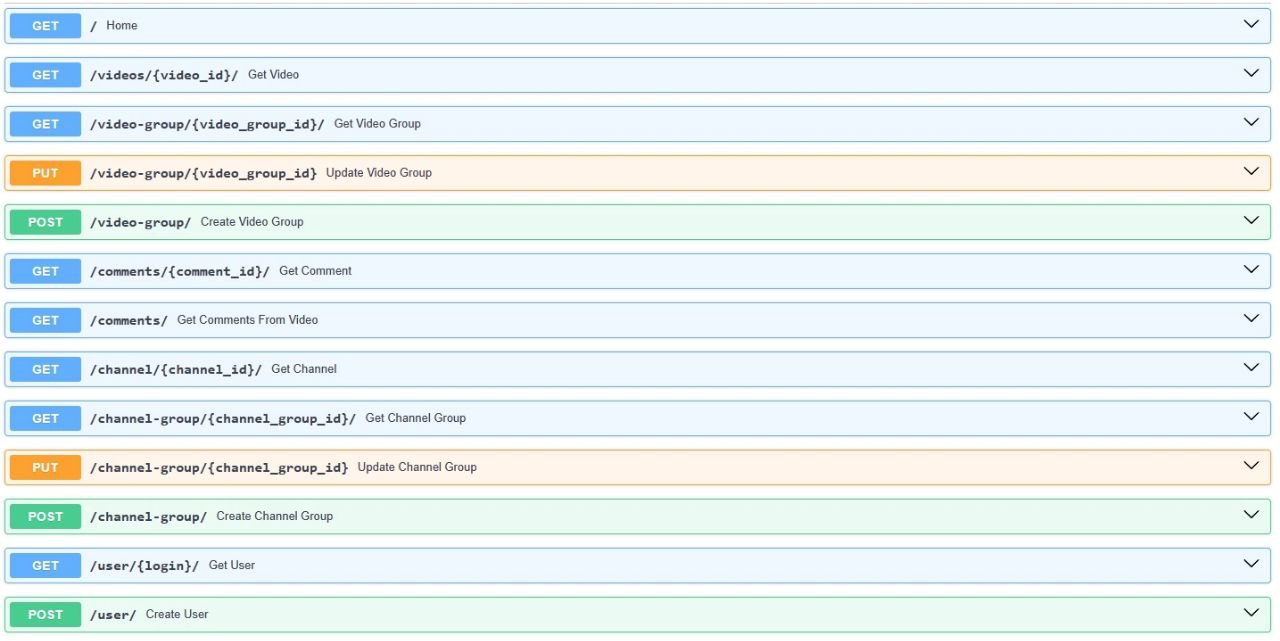 GET / Home
GET /videos/{video_id}/ Get Video
GET /video-group/{video_group_id}/ Get Video Group
PUT /video-group/{video_group_id} Update Video Group
POST /video-group/ Create Video Group
GET /comments/{comment_id}/ Get Comment
GET /comments/ Get Comments From Video
GET /channel/{channel_id}/ Get Channel
GET /channel-group/{channel_group_id}/ Get Channel Group
PUT /channel-group/{channel_group_id} Update Channel Group
POST /channel-group/ Create Channel Group
GET /user/{login}/ Get User
POST /user/ Create User